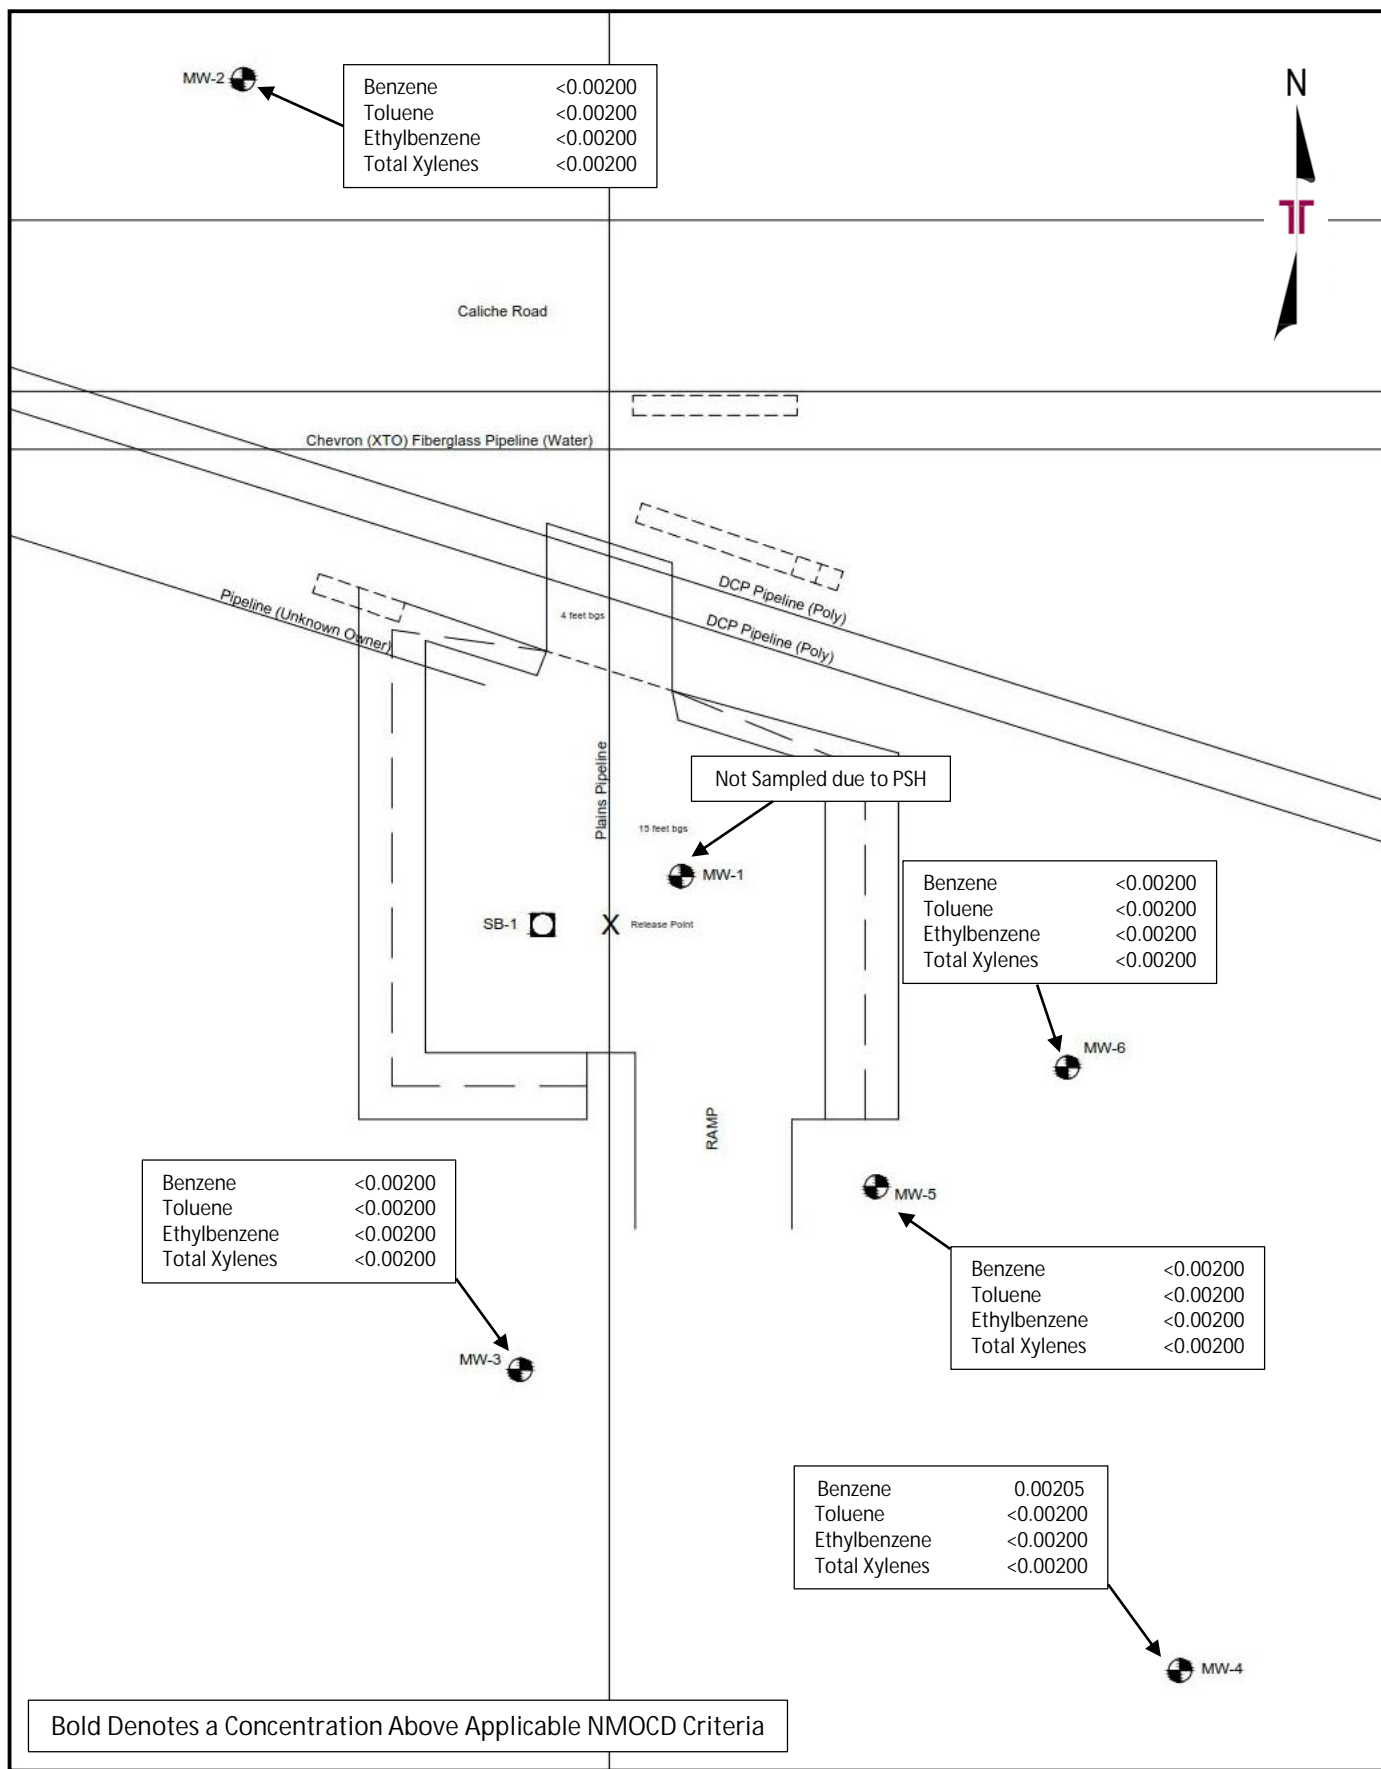 MW-2
Benzene <0.00200
Toluene <0.00200
Ethylbenzene <0.00200
Total Xylenes <0.00200
N
Caliche Road
Chevron (XTO) Fiberglass Pipeline (Water)
DCP Pipeline (Poly)
DCP Pipeline (Poly)
Pipeline (Unknown Owner)
4 feet bgs
Plains Pipeline
Not Sampled due to PSH
15 feet bgs
MW-1
SB-1
X Release Point
Benzene <0.00200
Toluene <0.00200
Ethylbenzene <0.00200
Total Xylenes <0.00200
MW-6
RAMP
Benzene <0.00200
Toluene <0.00200
Ethylbenzene <0.00200
Total Xylenes <0.00200
MW-5
Benzene <0.00200
Toluene <0.00200
Ethylbenzene <0.00200
Total Xylenes <0.00200
MW-3
Benzene 0.00205
Toluene <0.00200
Ethylbenzene <0.00200
Total Xylenes <0.00200
MW-4
Bold Denotes a Concentration Above Applicable NMOCD Criteria